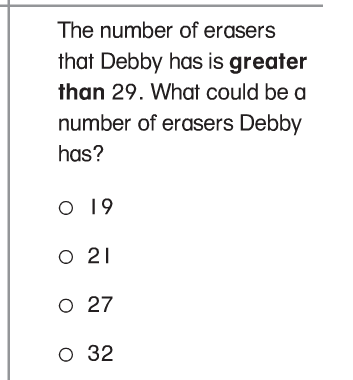 The number of erasers
that Debby has is greater
than 29. What could be a
number of erasers Debby
has?
19
21
27
32